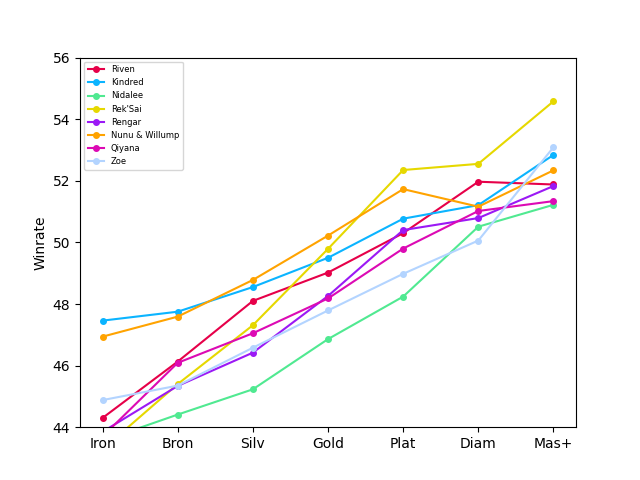 56
54
52
50
48
46
44
Winrate
Riven
Kindred
Nidalee
Rek'Sai
Rengar
Nunu & Willump
Qiyana
Zoe
Iron Bron Silv Gold Plat Diam Mas+